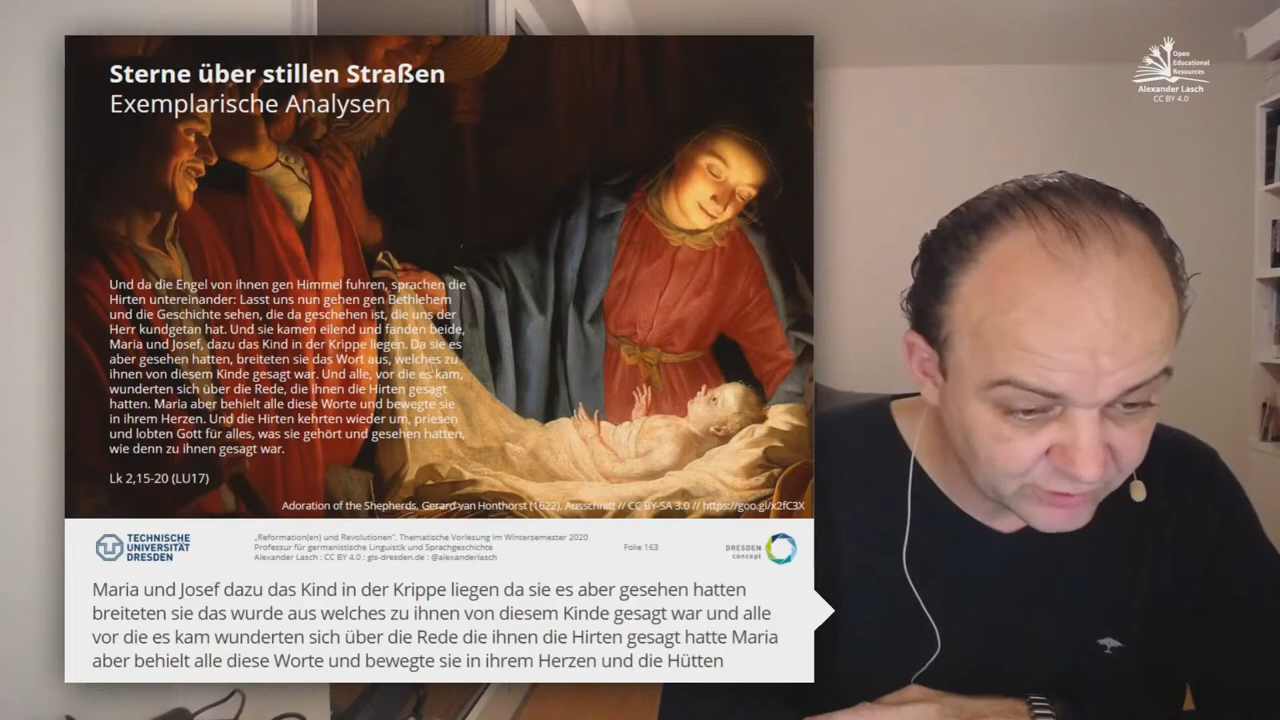 Sterne über stillen Straßen
Exemplarische Analysen
Und da die Engel von ihnen gen Himmel fuhren, sprachen die
Hirten untereinander: Lasst uns nun gehen gen Bethlehem
und die Geschichte sehen, die da geschehen ist, die uns der
Herr kundgetan hat. Und sie kamen eilend und fanden beide,
Maria und Josef, dazu das Kind in der Krippe liegen. Da sie es
aber gesehen hatten, breiteten sie das Wort aus, welches zu
ihnen von diesem Kinde gesagt war. Und alle, vor die es kam,
wunderten sich über die Rede, die ihnen die Hirten gesagt
hatten. Maria aber behielt alle diese Worte und bewegte sie
in ihrem Herzen. Und die Hirten kehrten wieder um, priesen
und lobten Gott für alles, was sie gehört und gesehen hatten,
wie denn zu ihnen gesagt war.
Lk 2,15-20 (LU17)
Adoration of the Shepherds, Gerard van Honthorst (1622). Ausschnitt // CC BY-SA 3.0 // https://goo.gl/x2fC3X
TECHNISCHE
UNIVERSITÄT
DRESDEN
„Reformation(en) und Revolutionen“. Thematische Vorlesung im Wintersemester 2020
Professur für germanistische Linguistik und Sprachgeschichte
Alexander Lasch : CC BY 4.0 : gls-dresden.de : @alexanderlasch
Folie 163
DRESDEN
concept
Maria und Josef dazu das Kind in der Krippe liegen da sie es aber gesehen hatten
breiteten sie das wurde aus welches zu ihnen von diesem Kinde gesagt war und alle
vor die es kam wunderten sich über die Rede die ihnen die Hirten gesagt hatte Maria
aber behielt alle diese Worte und bewegte sie in ihrem Herzen und die Hütten
Open
Educational
Resources
Alexander Lasch
CC BY 4.0